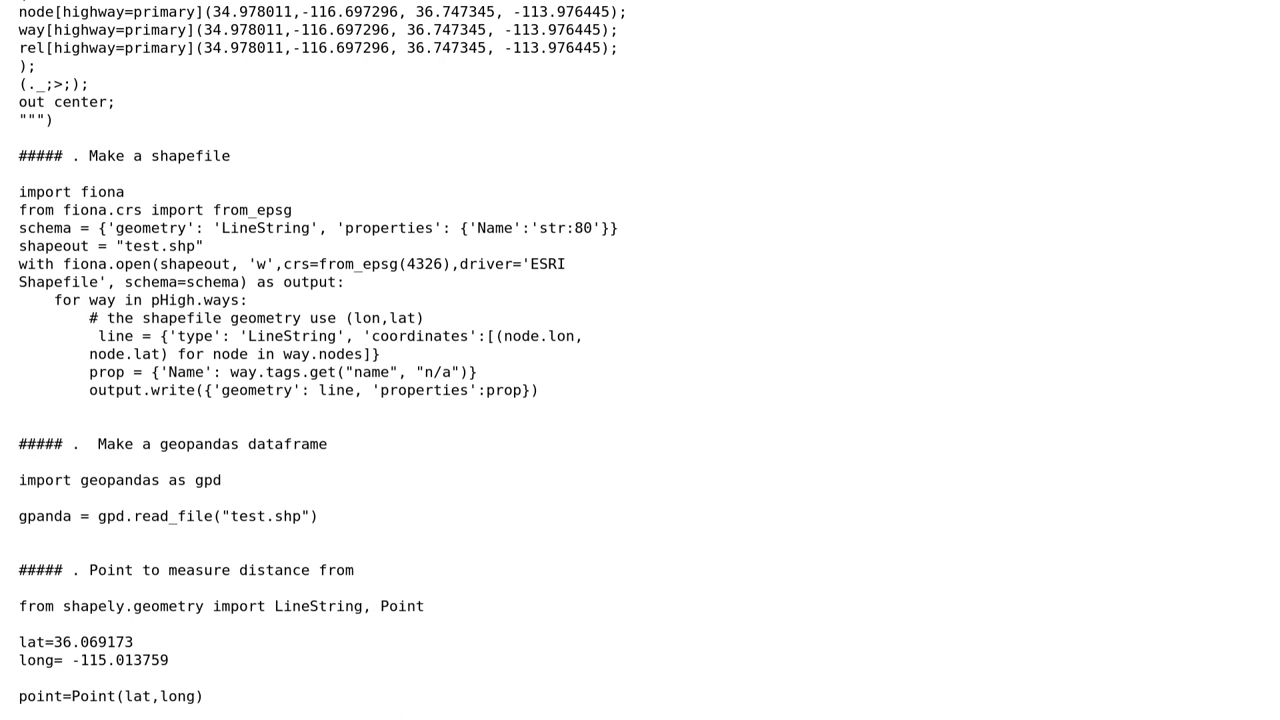 node[highway=primary](34.978011,-116.697296, 36.747345, -113.976445);
way[highway=primary](34.978011,-116.697296, 36.747345, -113.976445);
rel[highway=primary](34.978011,-116.697296, 36.747345, -113.976445);
);
(._;>;);
out center;
""")
##### . Make a shapefile
import fiona
from fiona.crs import from_epsg
schema = {'geometry': 'LineString', 'properties': {'Name':'str:80'}}
shapeout = "test.shp"
with fiona.open(shapeout, 'w',crs=from_epsg(4326),driver='ESRI
Shapefile', schema=schema) as output:
    for way in pHigh.ways:
        # the shapefile geometry use (lon,lat)
         line = {'type': 'LineString', 'coordinates':[(node.lon,
        node.lat) for node in way.nodes]}
        prop = {'Name': way.tags.get("name", "n/a")}
        output.write({'geometry': line, 'properties':prop})
##### .  Make a geopandas dataframe
import geopandas as gpd
gpanda = gpd.read_file("test.shp")
##### . Point to measure distance from
from shapely.geometry import LineString, Point
lat=36.069173
long= -115.013759
point=Point(lat,long)